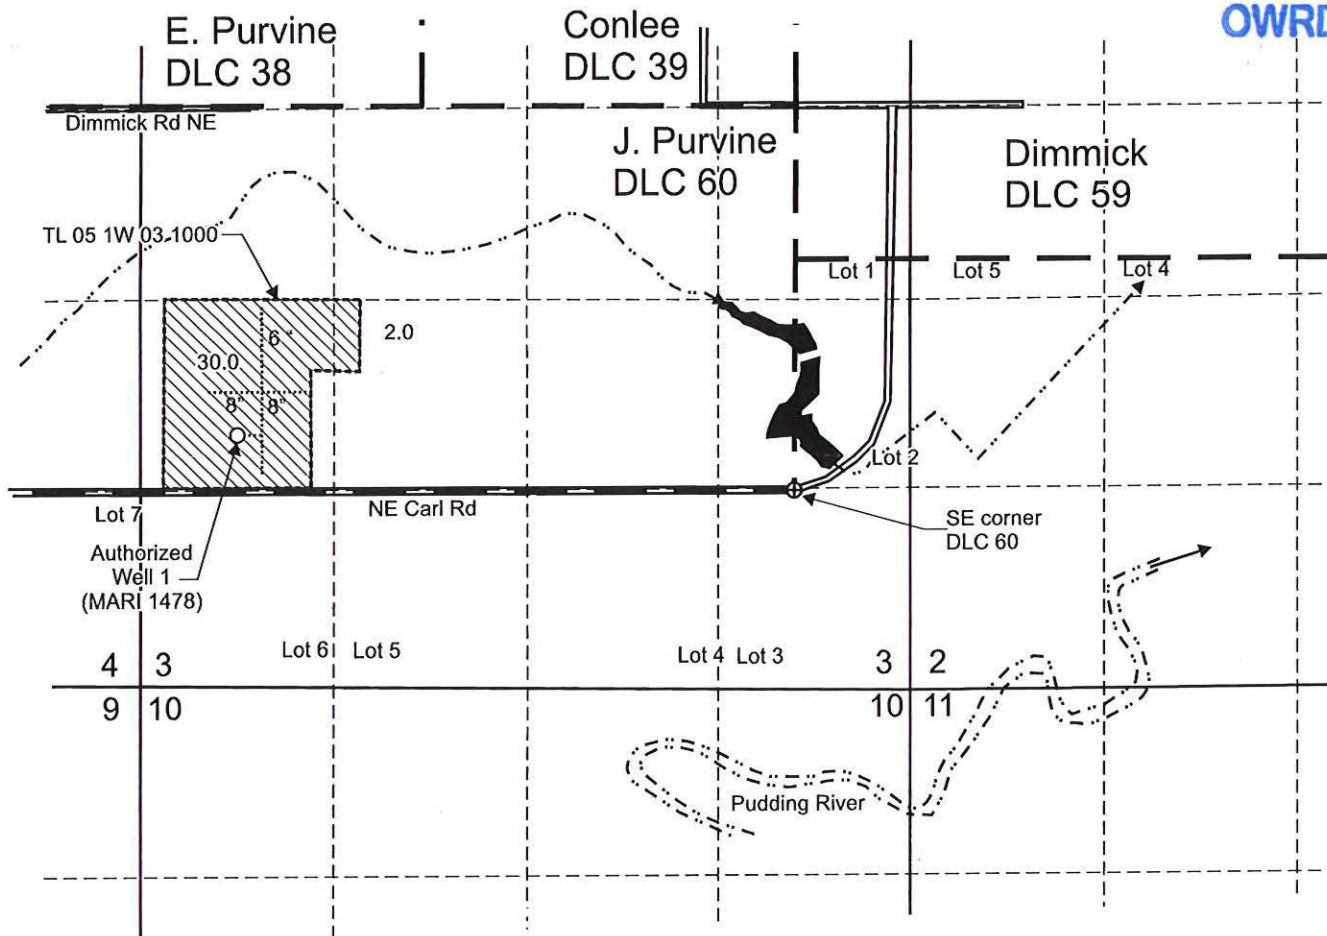 OWRD
E. Purvine
DLC 38
Conlee
DLC 39
Dimmick Rd NE
J. Purvine
DLC 60
Dimmick
DLC 59
TL 05 1W 03 1000
Lot 1
Lot 5
Lot 4
6"
2.0
30.0
8"
8"
Lot 2
Lot 7
NE Carl Rd
SE corner
DLC 60
Authorized
Well 1
(MARI 1478)
Lot 6
Lot 5
Lot 4
Lot 3
4
3
3
2
9
10
10
11
Pudding River